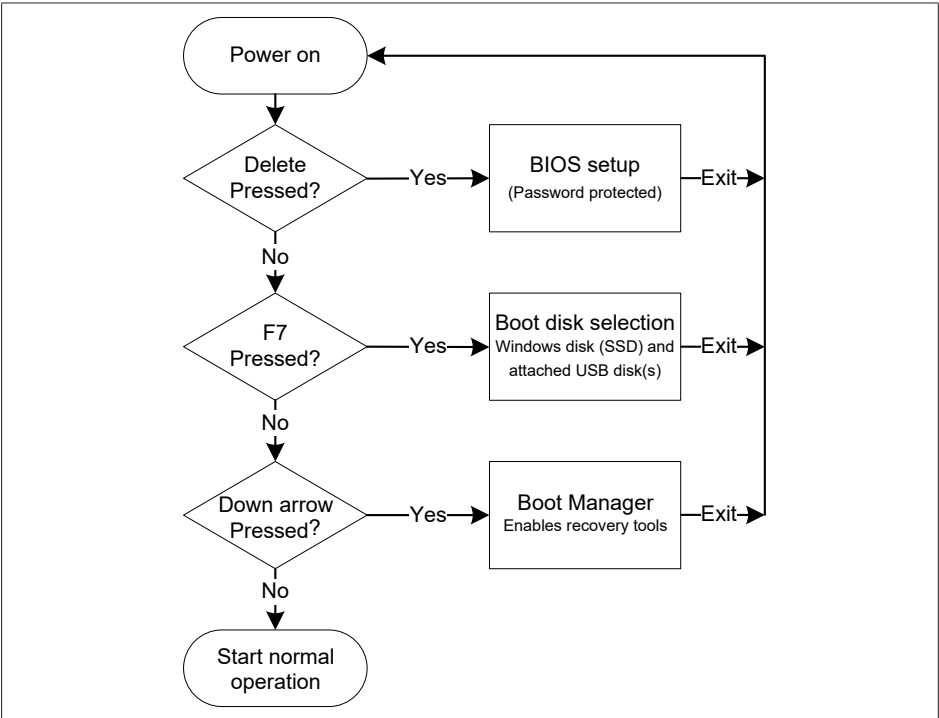 Power on
Delete
Pressed?
Yes
BIOS setup
(Password protected)
Exit
No
F7
Pressed?
Yes
Boot disk selection
Windows disk (SSD) and
attached USB disk(s)
Exit
No
Down arrow
Pressed?
Yes
Boot Manager
Enables recovery tools
Exit
No
Start normal
operation